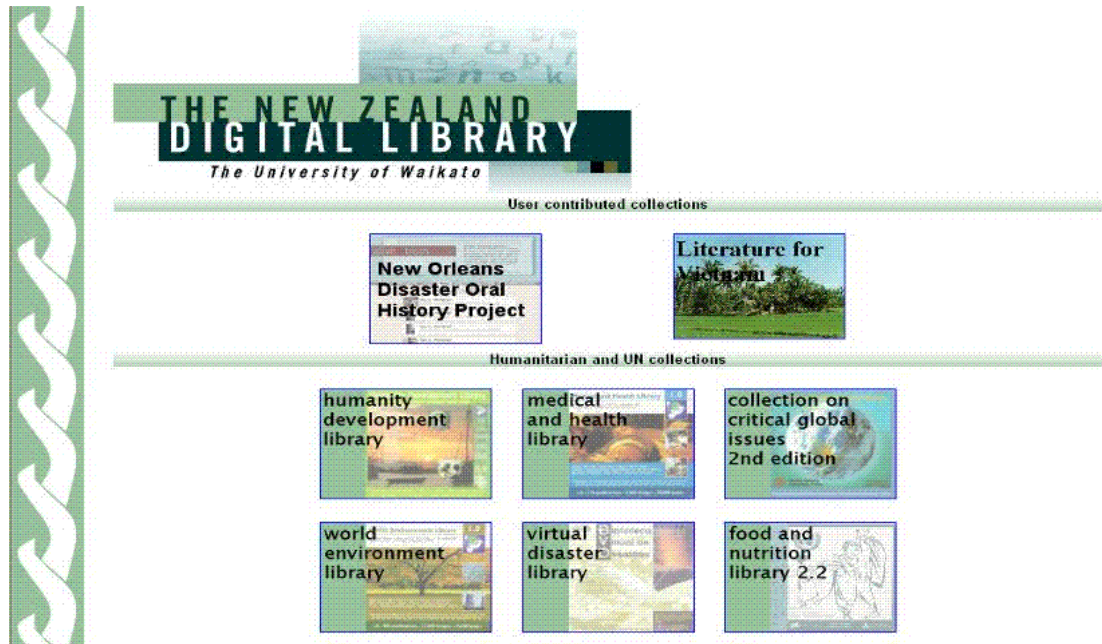 THE NEW ZEALAND
DIGITAL LIBRARY
The University of Waikato
User contributed collections
New Orleans
Disaster Oral
History Project
Literature for
Vietnam
Humanitarian and UN collections
humanity
development
library
medical
and health
library
collection on
critical global
issues
2nd edition
world
environment
library
virtual
disaster
library
food and
nutrition
library 2.2